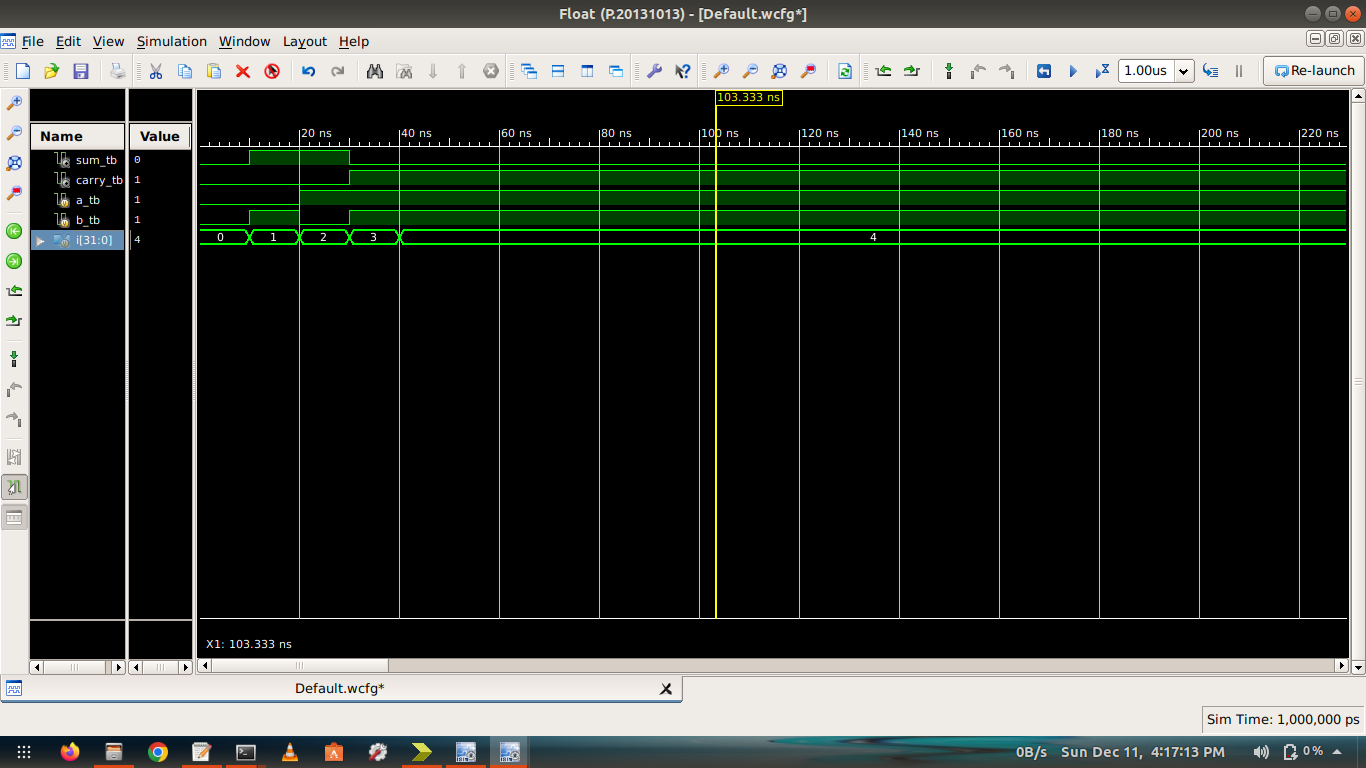 Float (P.20131013) - [Default.wcfg*]
File Edit View Simulation Window Layout Help
1.00us Re-launch
103.333 ns
Name Value
20 ns 40 ns 60 ns 80 ns 100 ns 120 ns 140 ns 160 ns 180 ns 200 ns 220 ns
sum_tb 0
carry_tb 1
a_tb 1
b_tb 1
i[31:0] 4 0 1 2 3 4
X1: 103.333 ns
Default.wcfg*
Sim Time: 1,000,000 ps
0B/s Sun Dec 11, 4:17:13 PM 0 %